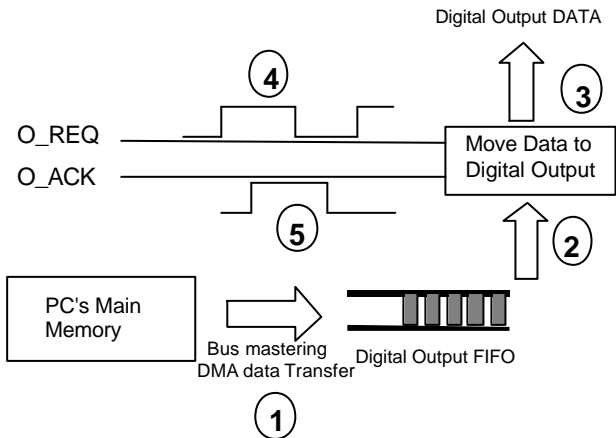 Digital Output DATA
4
3
O_REQ
Move Data to
Digital Output
O_ACK
5
2
PC's Main
Memory
Bus mastering
DMA data Transfer
Digital Output FIFO
1